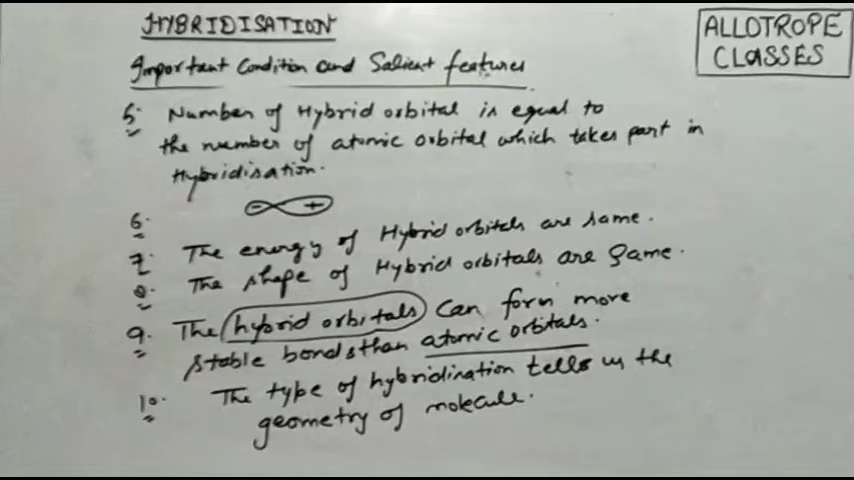 HYBRIDISATION
ALLOTROPE
CLASSES
Important Condition and Salient features
5. Number of Hybrid orbital is equal to
the number of atomic orbital which takes part in
Hybridisation.
6. - +
7. The energy of Hybrid orbitals are same.
8. The shape of Hybrid orbitals are same.
9. The hybrid orbitals can form more
stable bonds than atomic orbitals.
10. The type of hybridization tells us the
geometry of molecule.